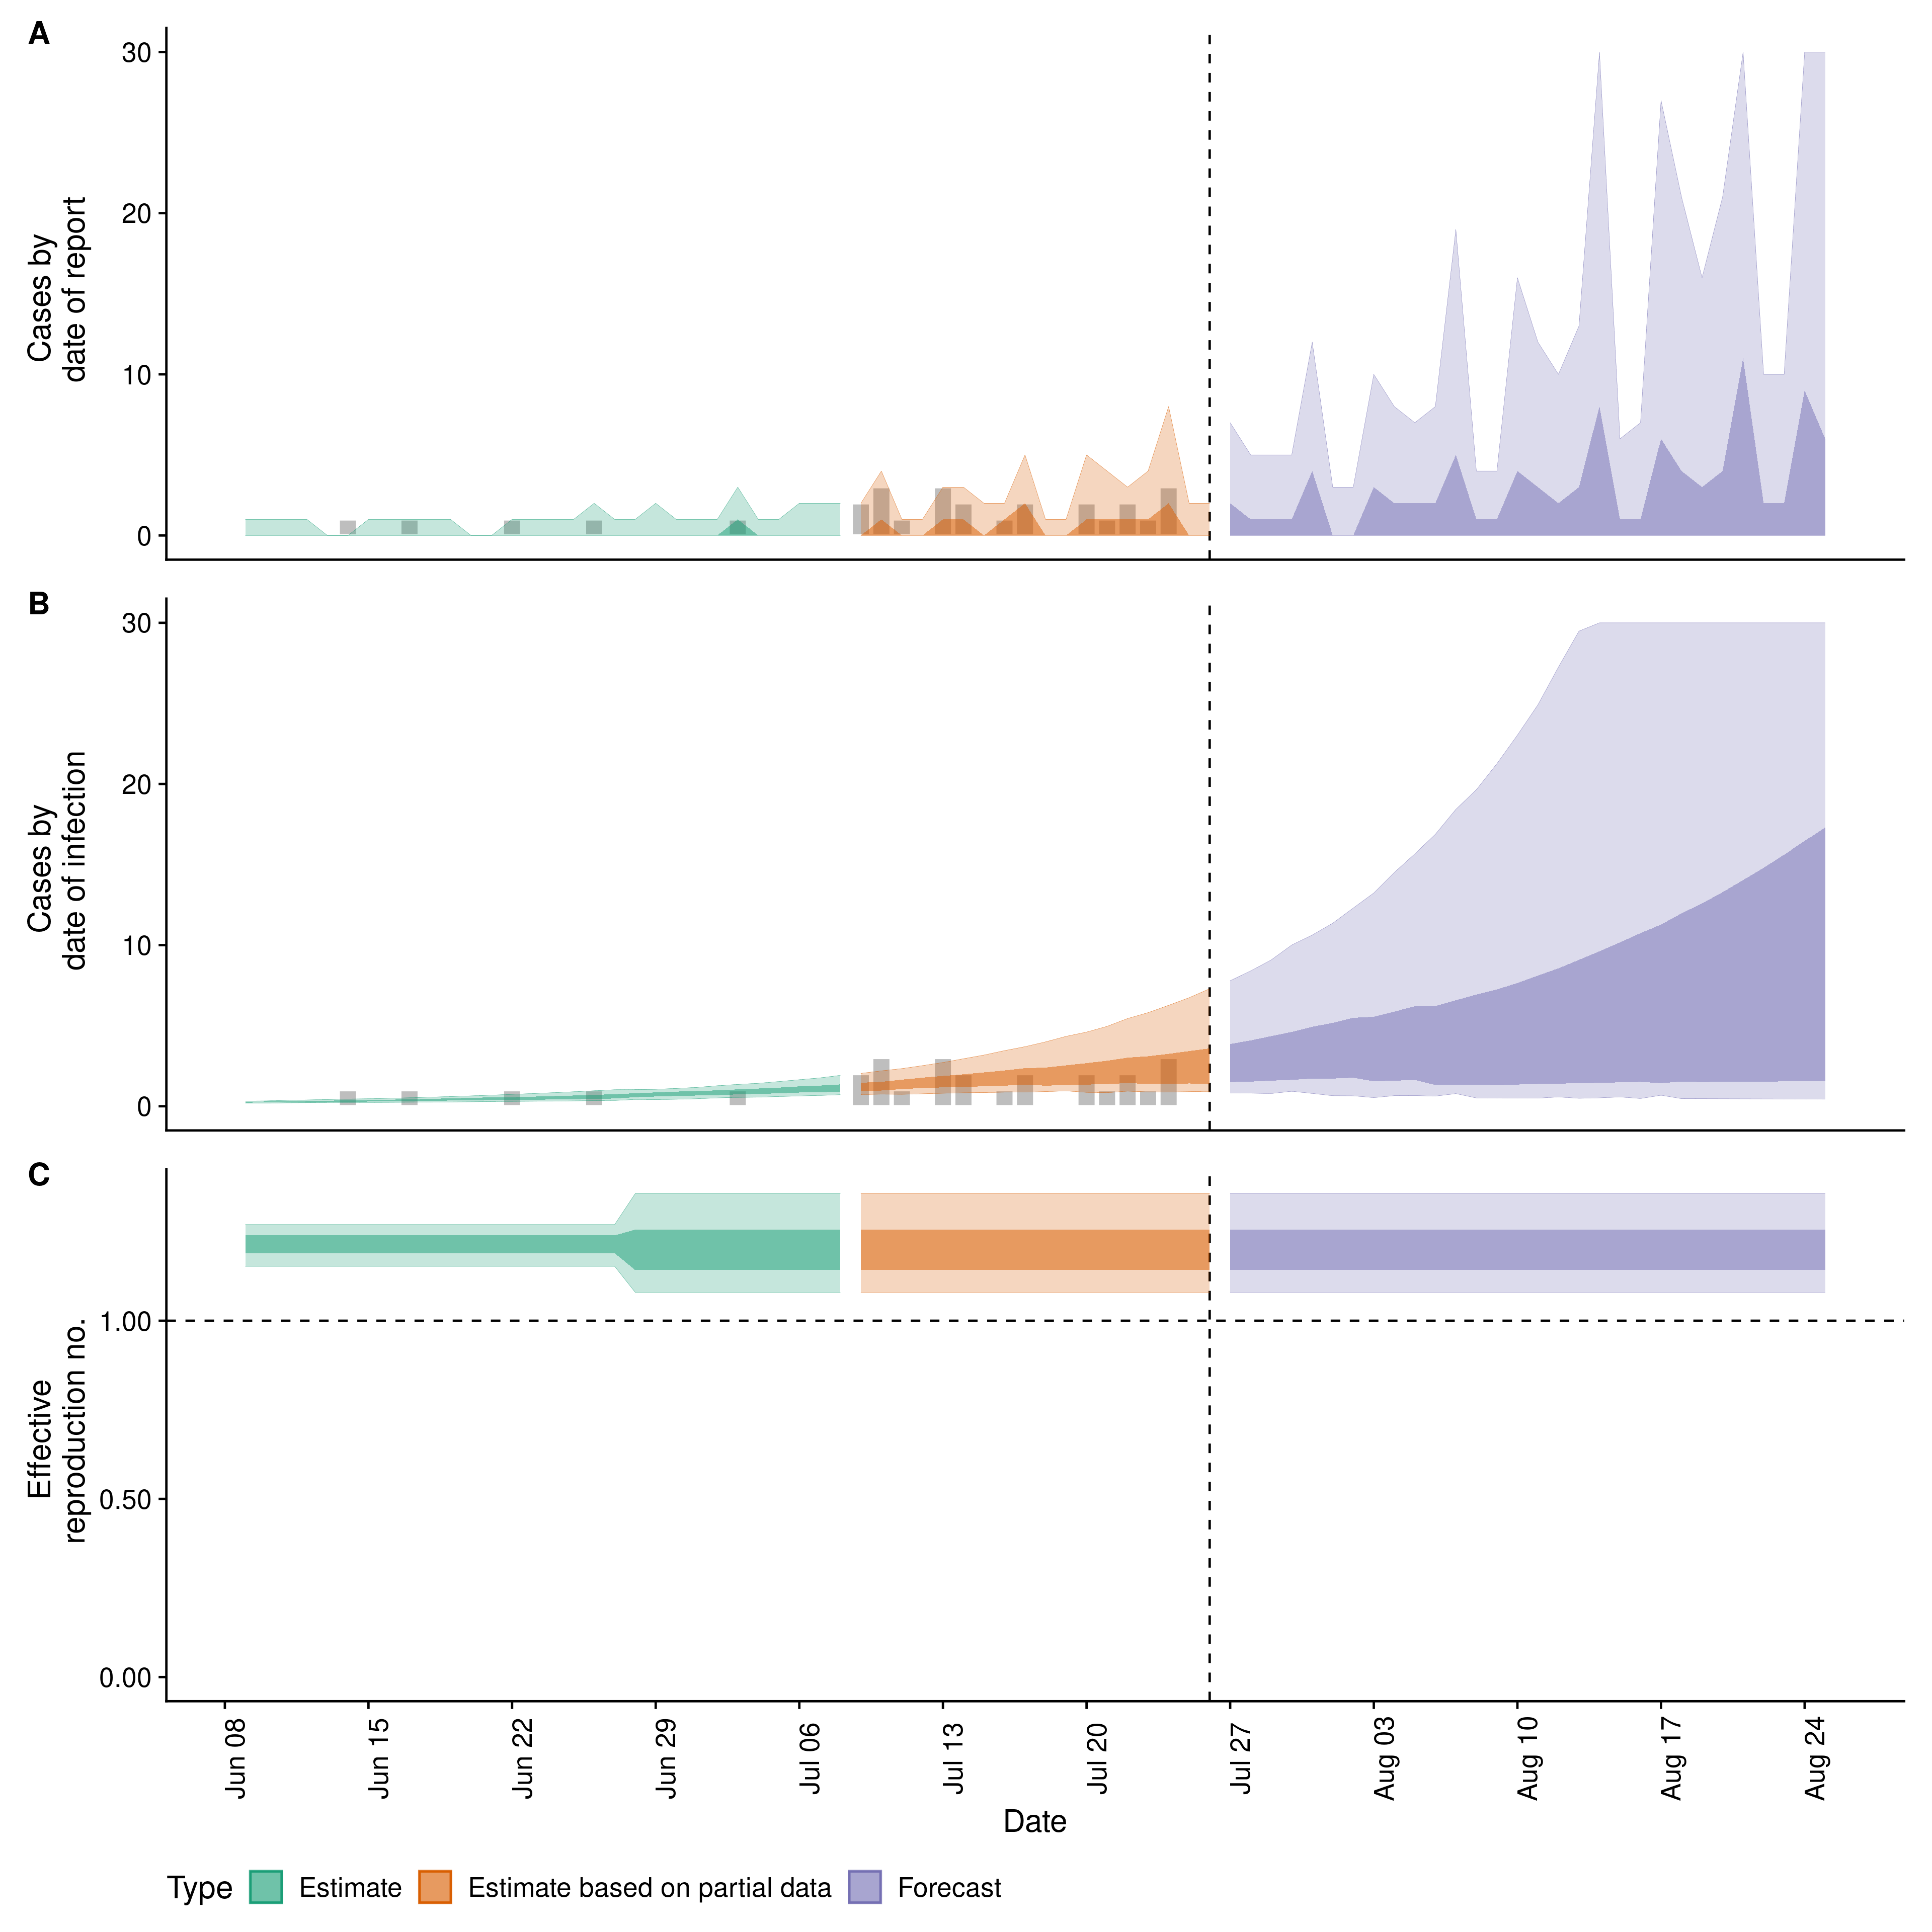 A
30
20
10
0
Cases by
date of report
B
30
20
10
0
Cases by
date of infection
C
1.00
0.50
0.00
Effective
reproduction no.
Jun 08
Jun 15
Jun 22
Jun 29
Jul 06
Jul 13
Jul 20
Jul 27
Aug 03
Aug 10
Aug 17
Aug 24
Date
Type Estimate Estimate based on partial data Forecast